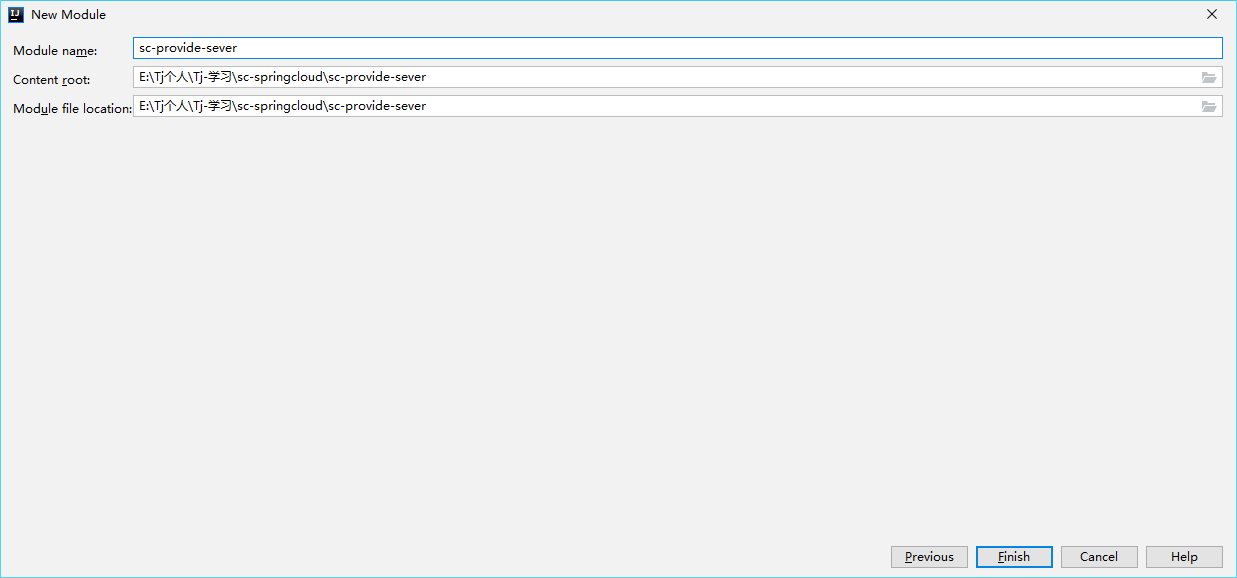 New Module
Module name: sc-provide-sever
Content root: E:\Tj个人\Tj-学习\sc-springcloud\sc-provide-sever
Module file location: E:\Tj个人\Tj-学习\sc-springcloud\sc-provide-sever
Previous Finish Cancel Help